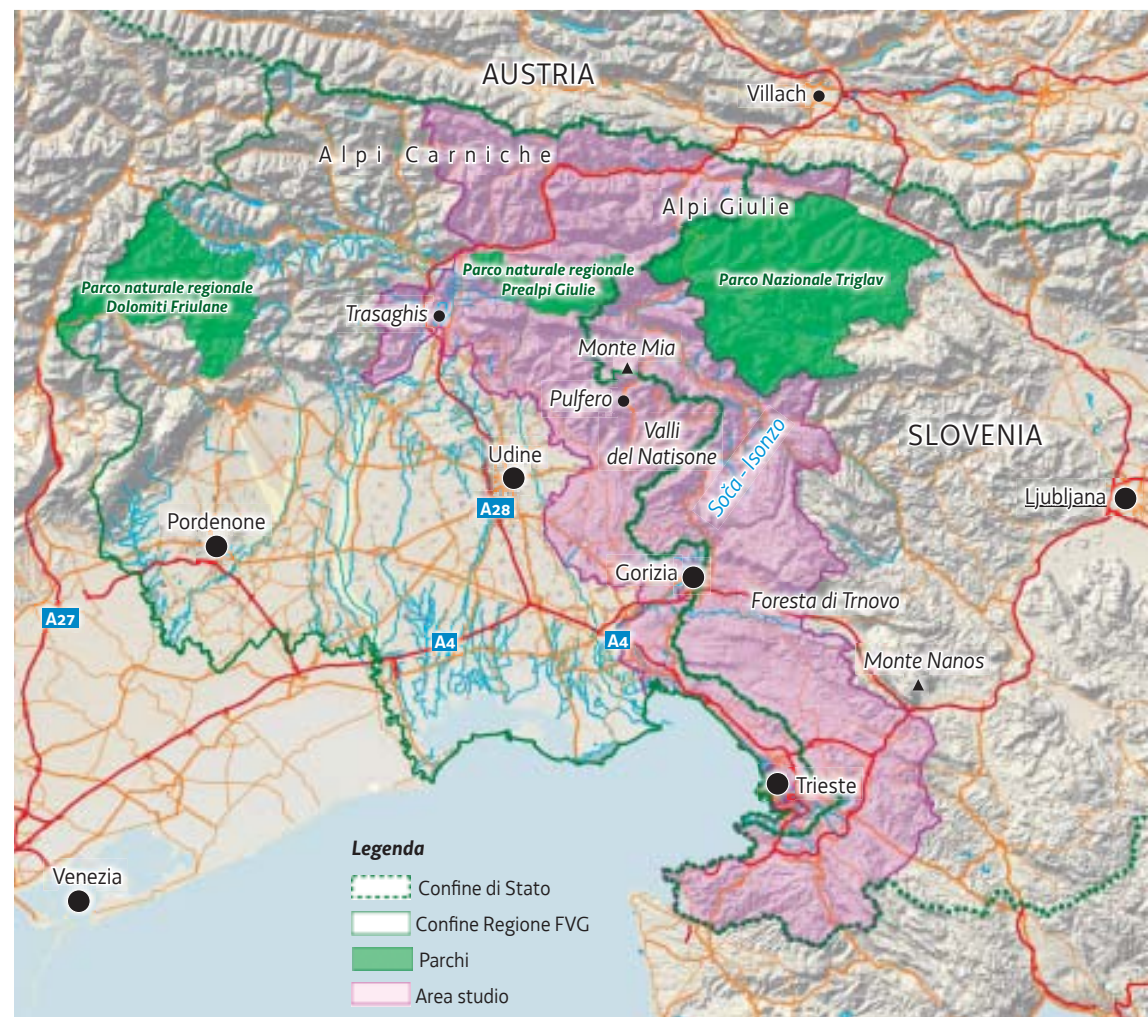 AUSTRIA
Villach
Alpi Carniche
Alpi Giulie
Parco naturale regionale
Prealpi Giulie
Parco Nazionale Triglav
Parco naturale regionale
Dolomiti Friulane
Trasaghis
Monte Mia
Pulfero
Valli
del Natisone
Soča - Isonzo
SLOVENIA
Udine
Ljubljana
A28
Pordenone
Gorizia
Foresta di Trnovo
A27
A4
A4
Monte Nanos
Trieste
Venezia
Legenda
Confine di Stato
Confine Regione FVG
Parchi
Area studio